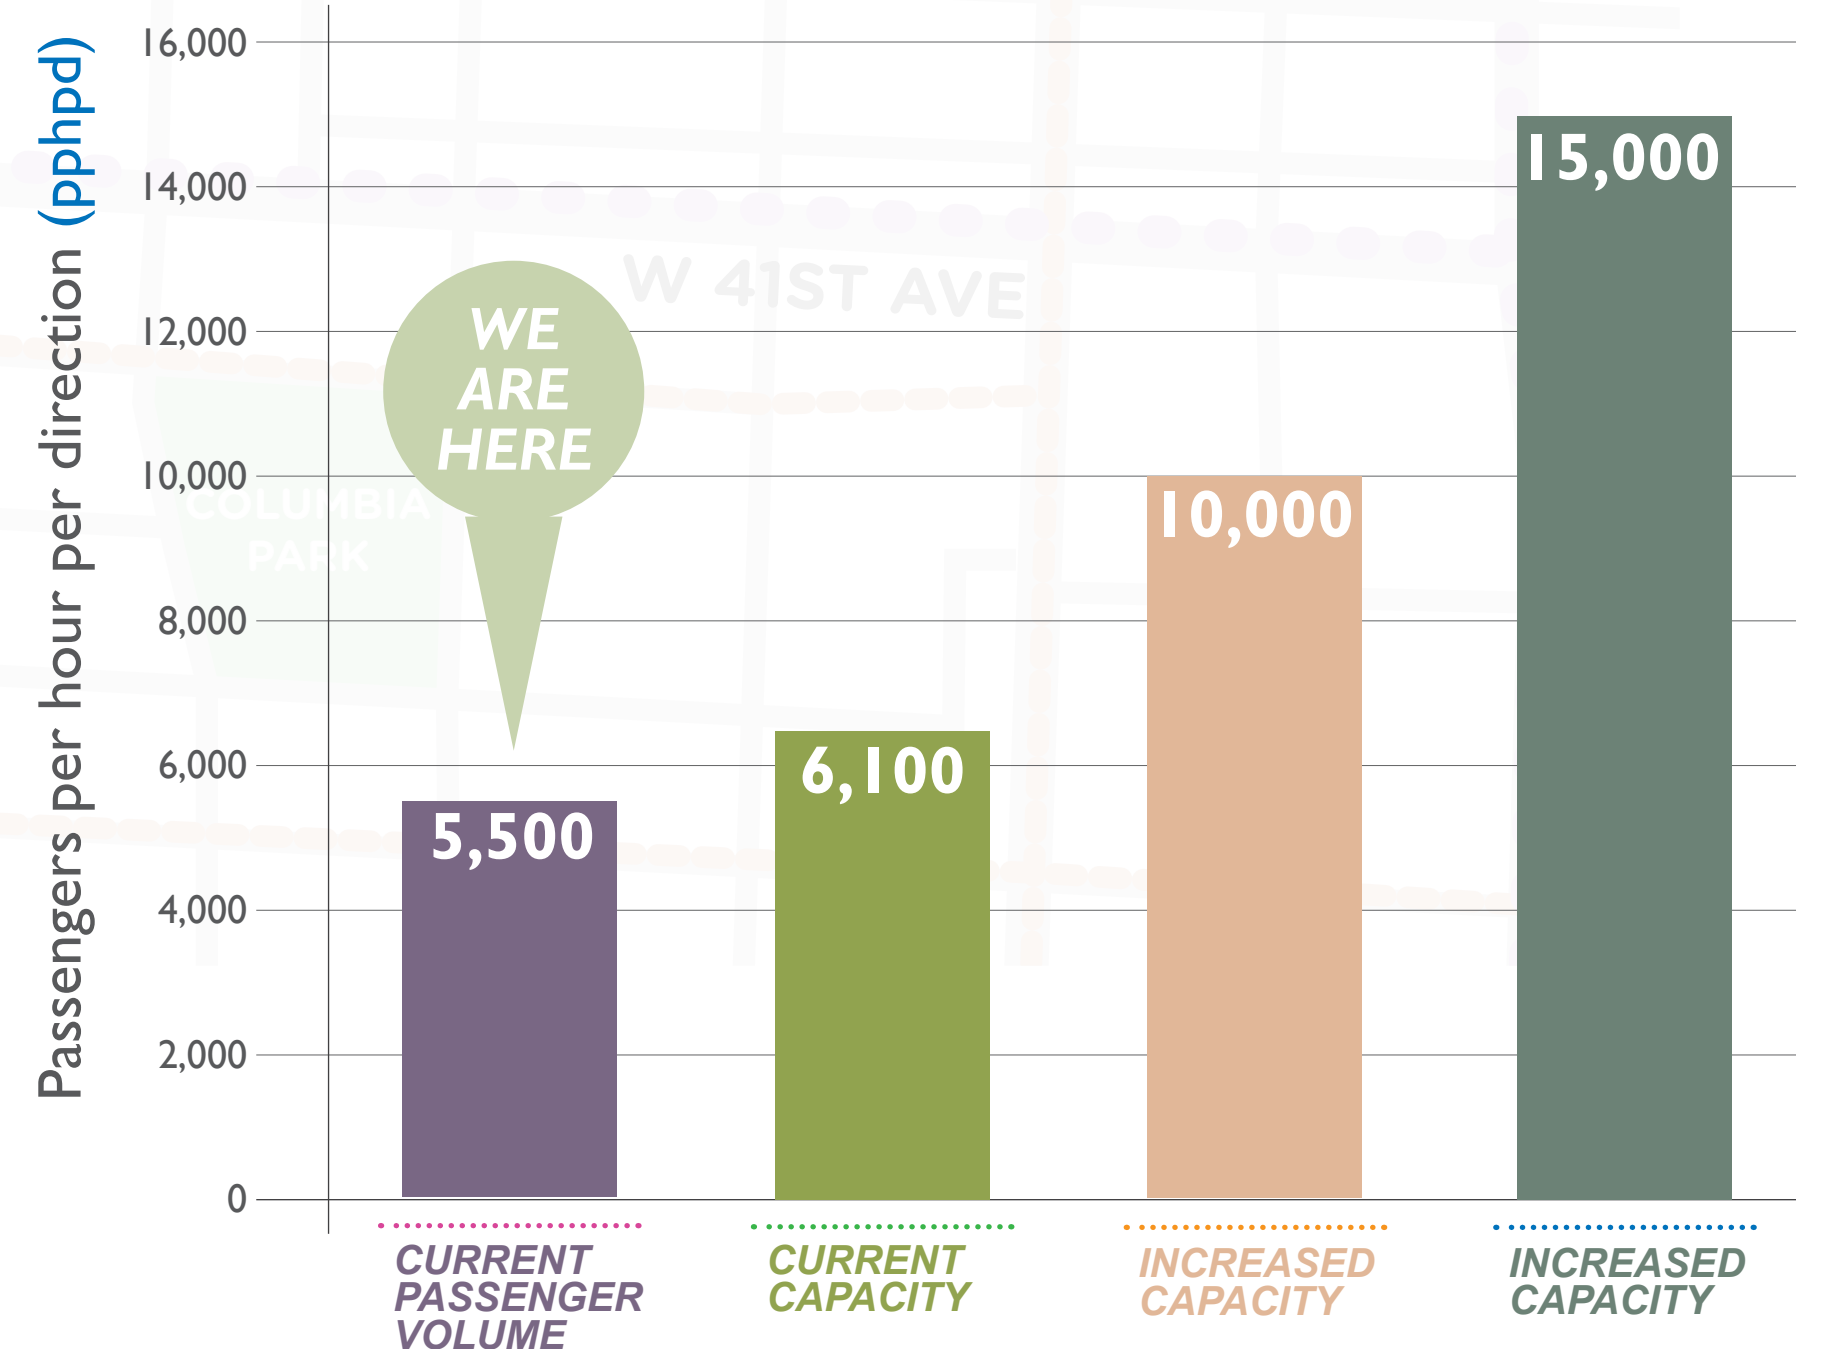 Passengers per hour per direction (pphpd)
16,000
14,000
12,000
10,000
8,000
6,000
4,000
2,000
0
W 41ST AVE
COLUMBIA
PARK
WE
ARE
HERE
5,500
6,100
10,000
15,000
CURRENT
PASSENGER
VOLUME
CURRENT
CAPACITY
INCREASED
CAPACITY
INCREASED
CAPACITY